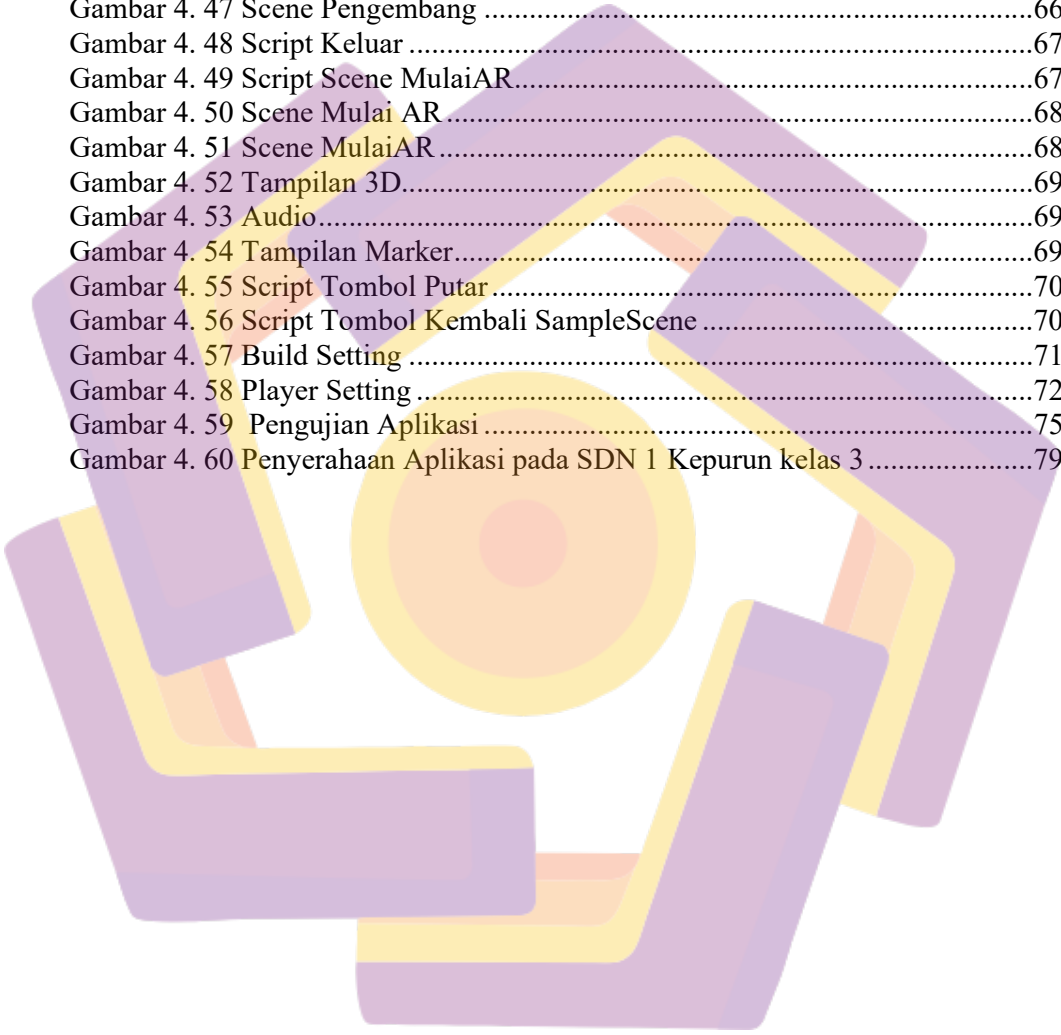 Gambar 4. 47 Scene Pengembang ....................................................................66
Gambar 4. 48 Script Keluar .............................................................................67
Gambar 4. 49 Script Scene MulaiAR................................................................67
Gambar 4. 50 Scene Mulai AR.........................................................................68
Gambar 4. 51 Scene MulaiAR..........................................................................68
Gambar 4. 52 Tampilan 3D..............................................................................69
Gambar 4. 53 Audio.........................................................................................69
Gambar 4. 54 Tampilan Marker........................................................................69
Gambar 4. 55 Script Tombol Putar...................................................................70
Gambar 4. 56 Script Tombol Kembali SampleScene .........................................70
Gambar 4. 57 Build Setting ..............................................................................71
Gambar 4. 58 Player Setting .............................................................................72
Gambar 4. 59  Pengujian Aplikasi ....................................................................75
Gambar 4. 60 Penyerahaan Aplikasi pada SDN 1 Kepurun kelas 3 .....................79